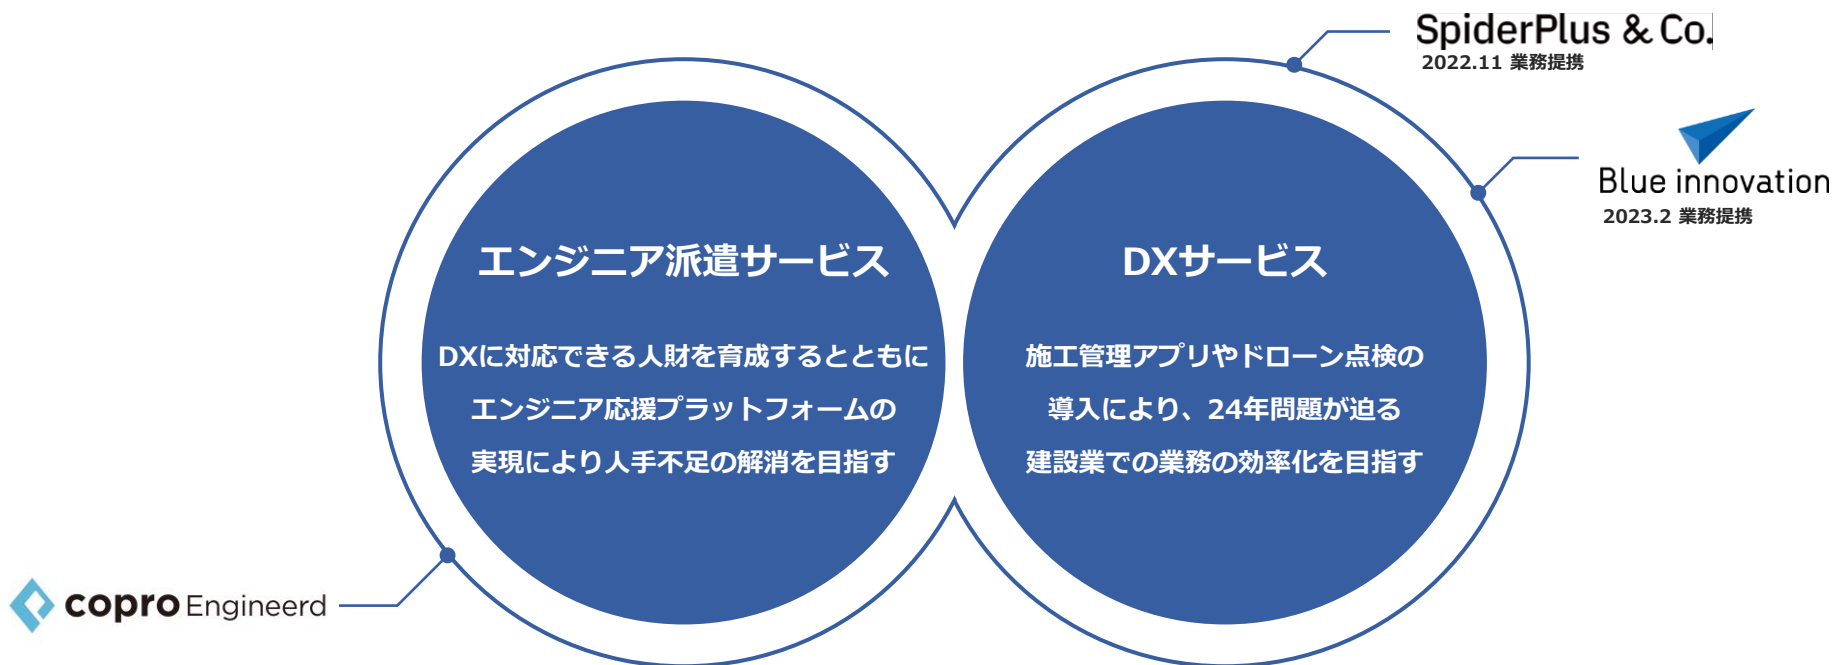 SpiderPlus & Co.
2022.11 業務提携
Blue innovation
2023.2 業務提携
エンジニア派遣サービス
DXに対応できる人財を育成するとともに
エンジニア応援プラットフォームの
実現により人手不足の解消を目指す
DXサービス
施工管理アプリやドローン点検の
導入により、24年問題が迫る
建設業での業務の効率化を目指す
copro Engineerd